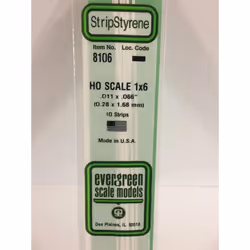 StripStyrene
Item No. Loc. Code
8106
HO SCALE 1x6
.011 x .066"
(0.28 x 1.68 mm)
10 Strips
Made in U.S.A
evergreen
scale models
Des Plaines, IL 60018